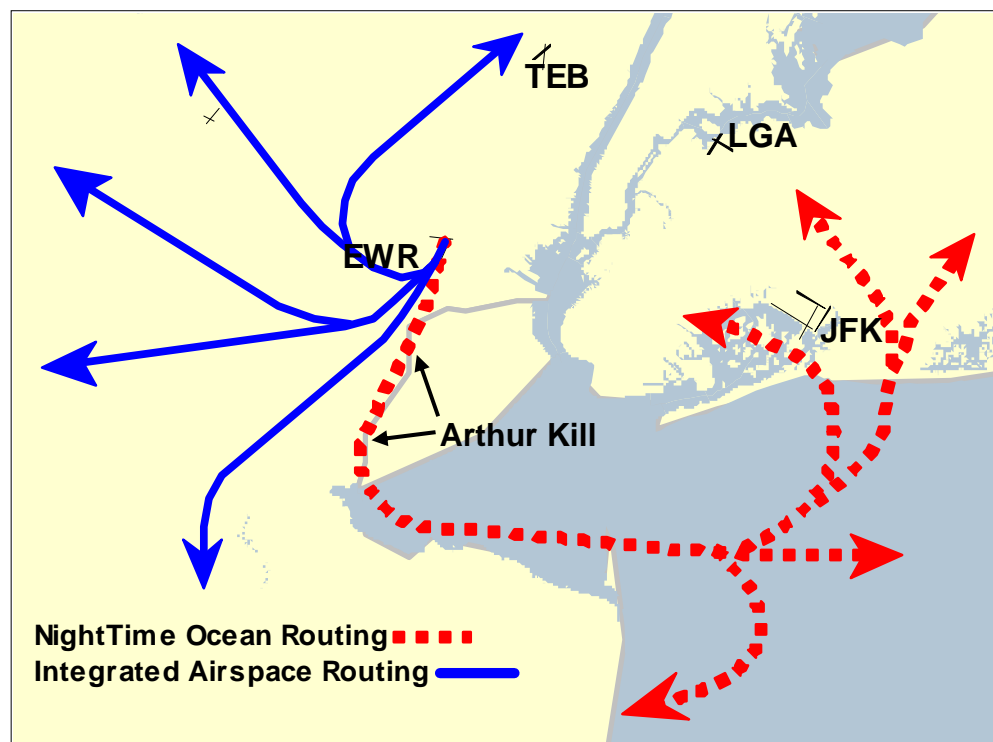 TEB
LGA
EWR
JFK
Arthur Kill
NightTime Ocean Routing
Integrated Airspace Routing